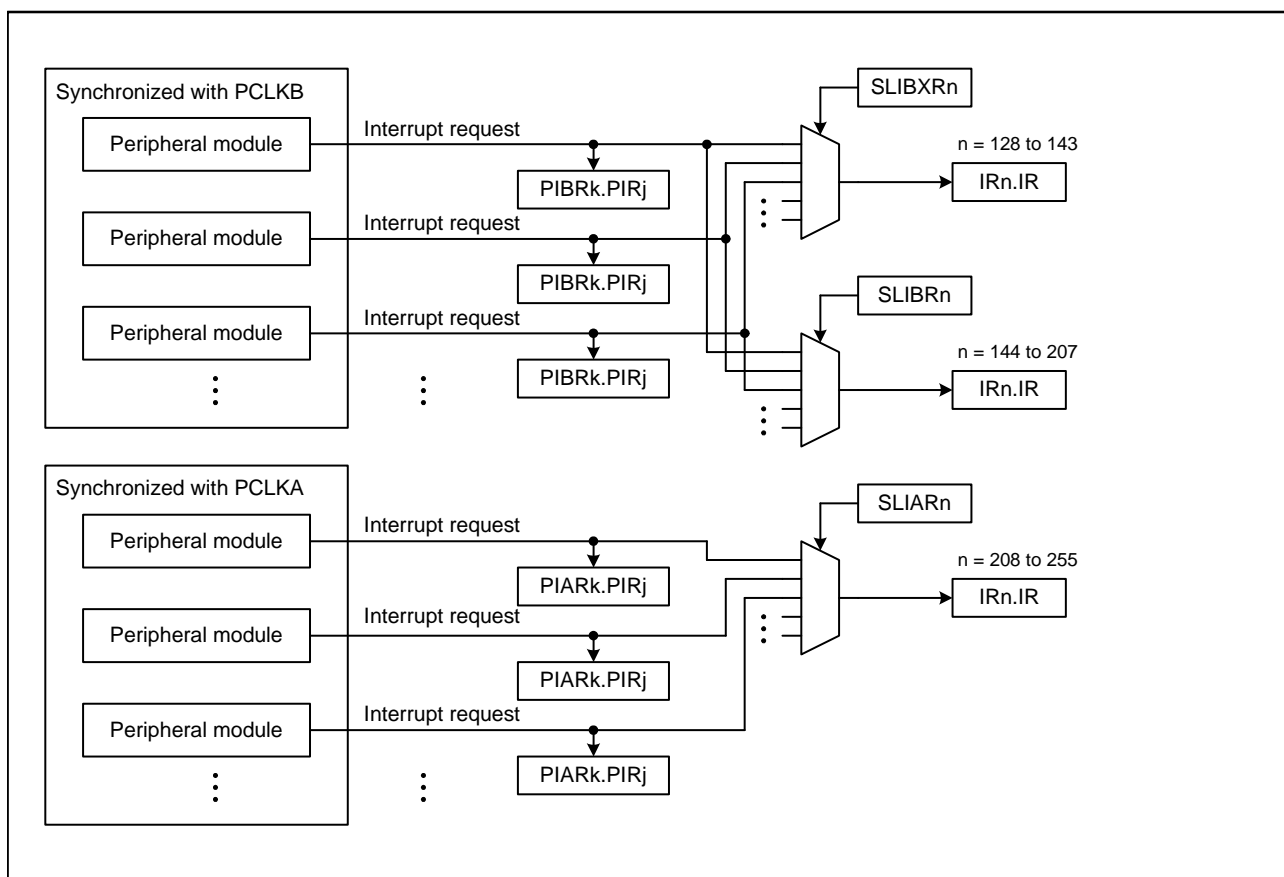 Synchronized with PCLKB
SLIBXRn
Peripheral module
Interrupt request
n = 128 to 143
PIBRk.PIRj
IRn.IR
Peripheral module
Interrupt request
PIBRk.PIRj
SLIBRn
Peripheral module
Interrupt request
n = 144 to 207
PIBRk.PIRj
IRn.IR
Synchronized with PCLKA
SLIARn
Peripheral module
Interrupt request
n = 208 to 255
PIARk.PIRj
IRn.IR
Peripheral module
Interrupt request
PIARk.PIRj
Peripheral module
Interrupt request
PIARk.PIRj